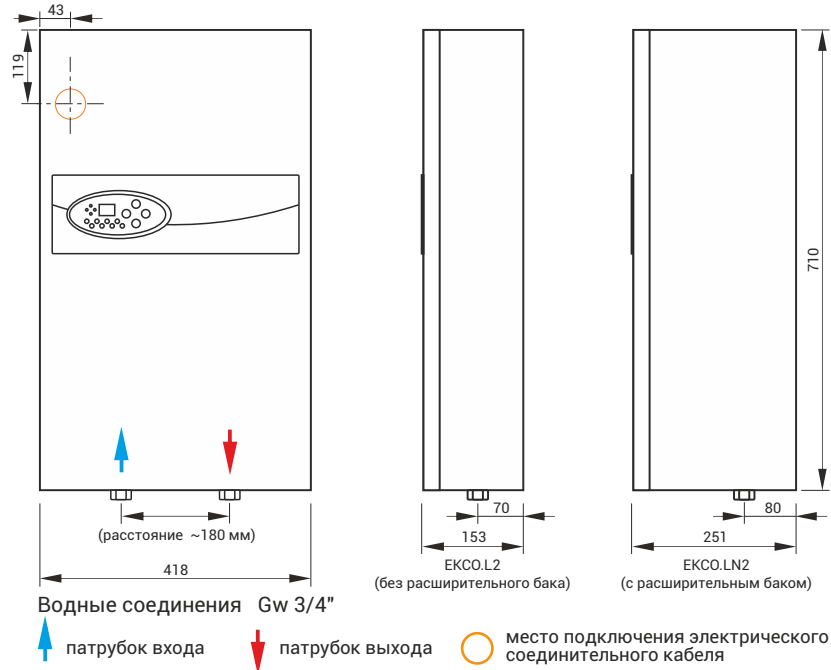 43
119
710
(расстояние ~180 мм)
70
80
153
251
418
EKCO.L2
(без расширительного бака)
EKCO.LN2
(с расширительным баком)
Водные соединения Gw 3/4"
патрубок входа
патрубок выхода
место подключения электрического
соединительного кабеля